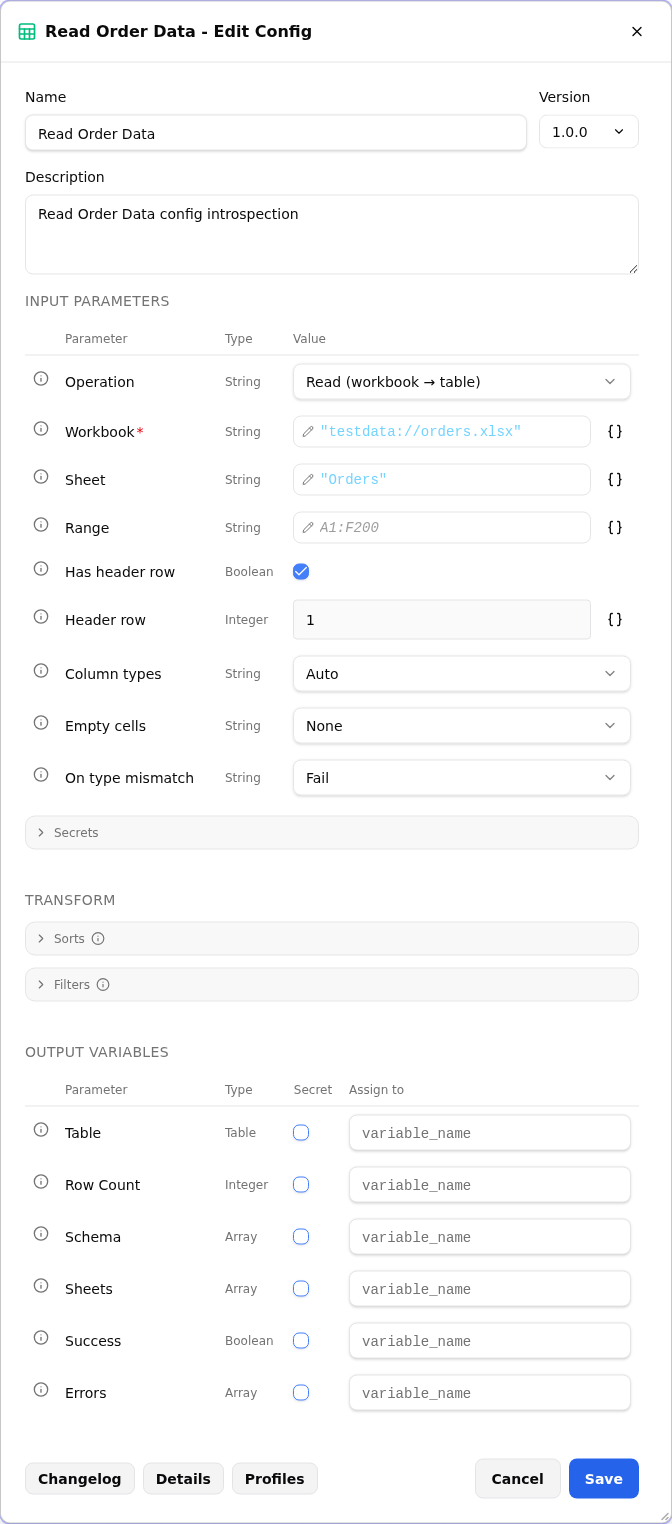 Read Order Data - Edit Config
Name Version
Read Order Data 1.0.0
Description
Read Order Data config introspection
INPUT PARAMETERS
Parameter Type Value
Operation String Read (workbook → table)
Workbook* String "testdata://orders.xlsx" {}
Sheet String "Orders" {}
Range String A1:F200 {}
Has header row Boolean
Header row Integer 1 {}
Column types String Auto
Empty cells String None
On type mismatch String Fail
Secrets
TRANSFORM
Sorts
Filters
OUTPUT VARIABLES
Parameter Type Secret Assign to
Table Table variable_name
Row Count Integer variable_name
Schema Array variable_name
Sheets Array variable_name
Success Boolean variable_name
Errors Array variable_name
Changelog Details Profiles Cancel Save